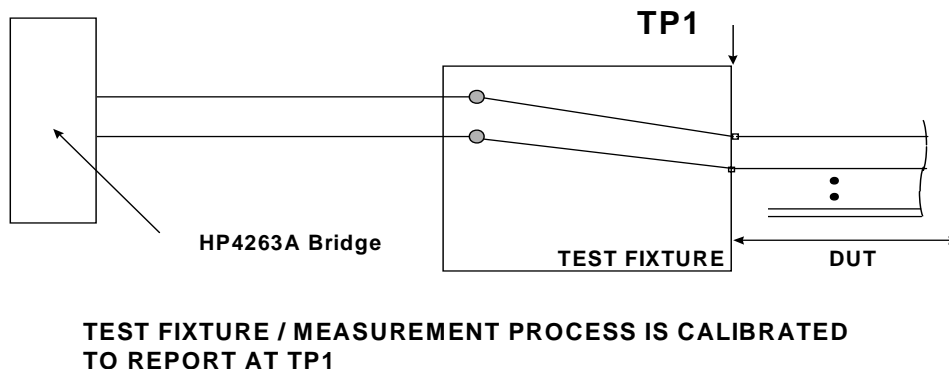 TP1
HP4263A Bridge
TEST FIXTURE
DUT
TEST FIXTURE / MEASUREMENT PROCESS IS CALIBRATED
TO REPORT AT TP1